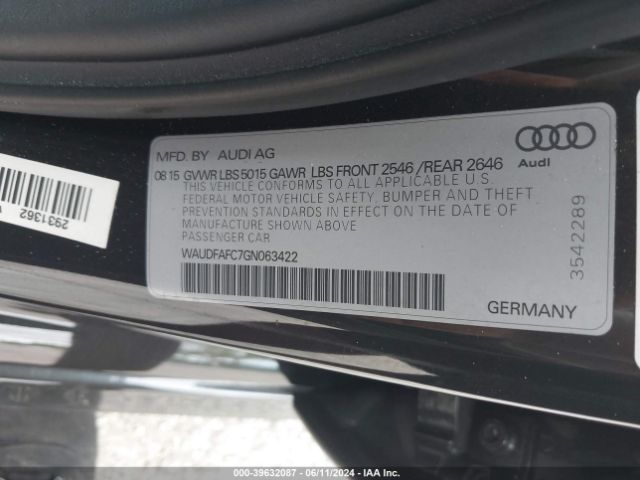 MFD. BY AUDI AG
08 15 GVWR LBS 5015 GAWR LBS FRONT 2546 /REAR 2646
THIS VEHICLE CONFORMS TO ALL APPLICABLE U.S.
FEDERAL MOTOR VEHICLE SAFETY, BUMPER AND THEFT
PREVENTION STANDARDS IN EFFECT ON THE DATE OF
MANUFACTURE SHOWN ABOVE
PASSENGER CAR
WAUDFAFC7GN063422
Audi
3542289
GERMANY
2931362
000-39632087 - 06/11/2024 - IAA Inc.